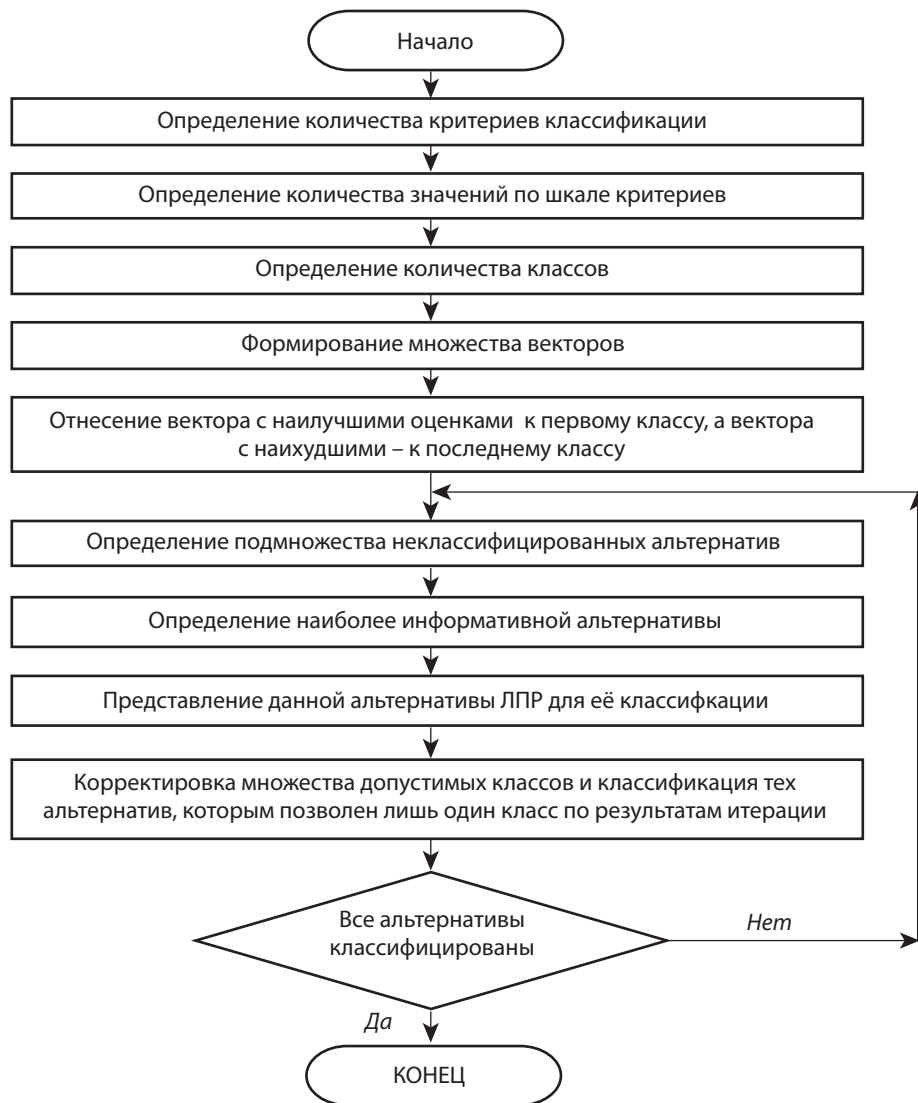 Начало
Определение количества критериев классификации
Определение количества значений по шкале критериев
Определение количества классов
Формирование множества векторов
Отнесение вектора с наилучшими оценками к первому классу, а вектора
с наихудшими – к последнему классу
Определение подмножества неклассифицированных альтернатив
Определение наиболее информативной альтернативы
Представление данной альтернативы ЛПР для её классифкации
Корректировка множества допустимых классов и классификация тех
альтернатив, которым позволен лишь один класс по результатам итерации
Все альтернативы
классифицированы
Нет
Да
КОНЕЦ